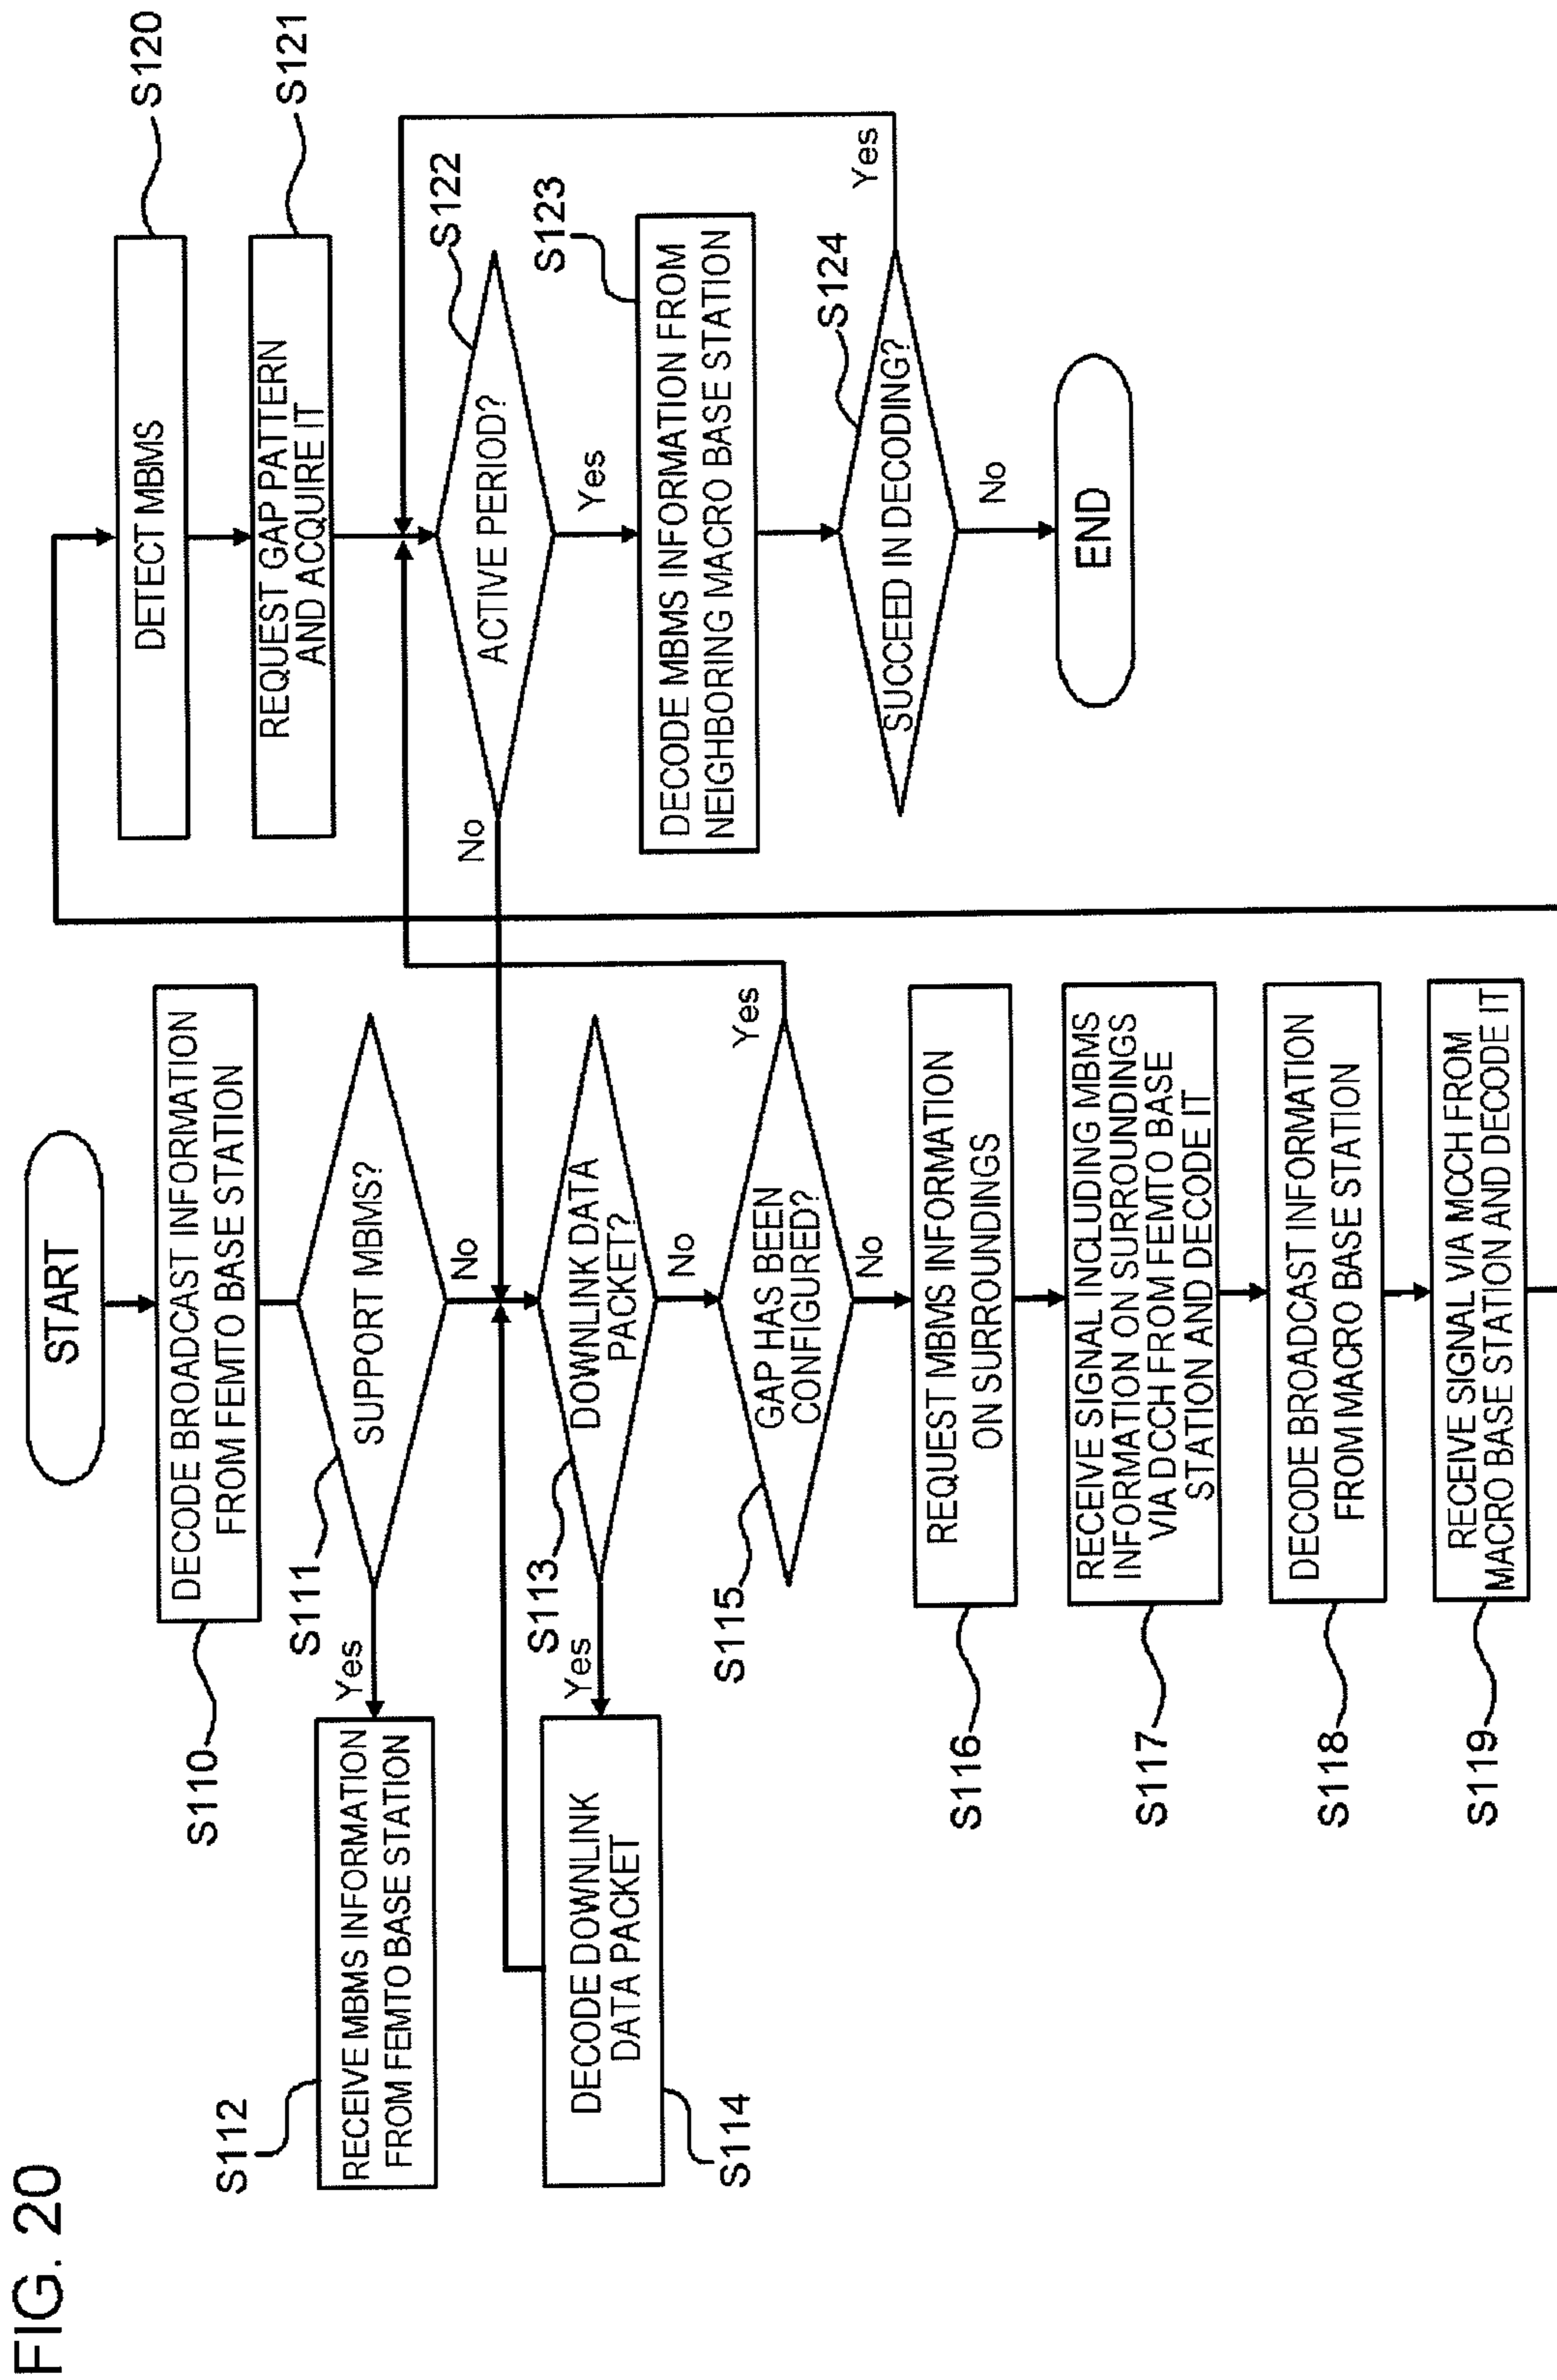 FIG. 20
START
DECODE BROADCAST INFORMATION
FROM FEMTO BASE STATION
S110
SUPPORT MBMS?
S111
Yes
No
RECEIVE MBMS INFORMATION
FROM FEMTO BASE STATION
S112
DOWNLINK DATA
PACKET?
S113
Yes
No
DECODE DOWNLINK
DATA PACKET
S114
GAP HAS BEEN
CONFIGURED?
S115
Yes
No
REQUEST MBMS INFORMATION
ON SURROUNDINGS
S116
RECEIVE SIGNAL INCLUDING MBMS
INFORMATION ON SURROUNDINGS
VIA DCCH FROM FEMTO BASE
STATION AND DECODE IT
S117
DECODE BROADCAST INFORMATION
FROM MACRO BASE STATION
S118
RECEIVE SIGNAL VIA MCCH FROM
MACRO BASE STATION AND DECODE IT
S119
DETECT MBMS
S120
REQUEST GAP PATTERN
AND ACQUIRE IT
S121
ACTIVE PERIOD?
S122
No
Yes
DECODE MBMS INFORMATION FROM
NEIGHBORING MACRO BASE STATION
S123
SUCCEED IN DECODING?
S124
Yes
No
END